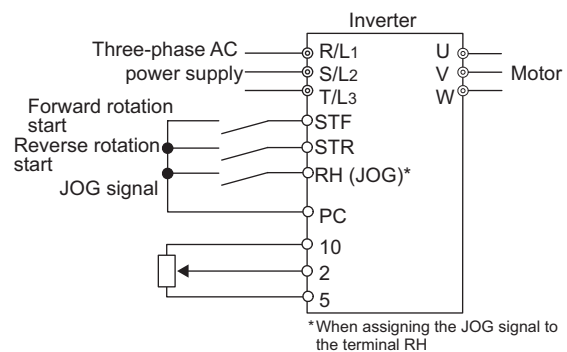 Inverter
Three-phase AC
power supply
R/L1
S/L2
T/L3
U
V
W
Motor
Forward rotation
start
STF
Reverse rotation
start
STR
JOG signal
RH (JOG)*
PC
10
2
5
*When assigning the JOG signal to
the terminal RH